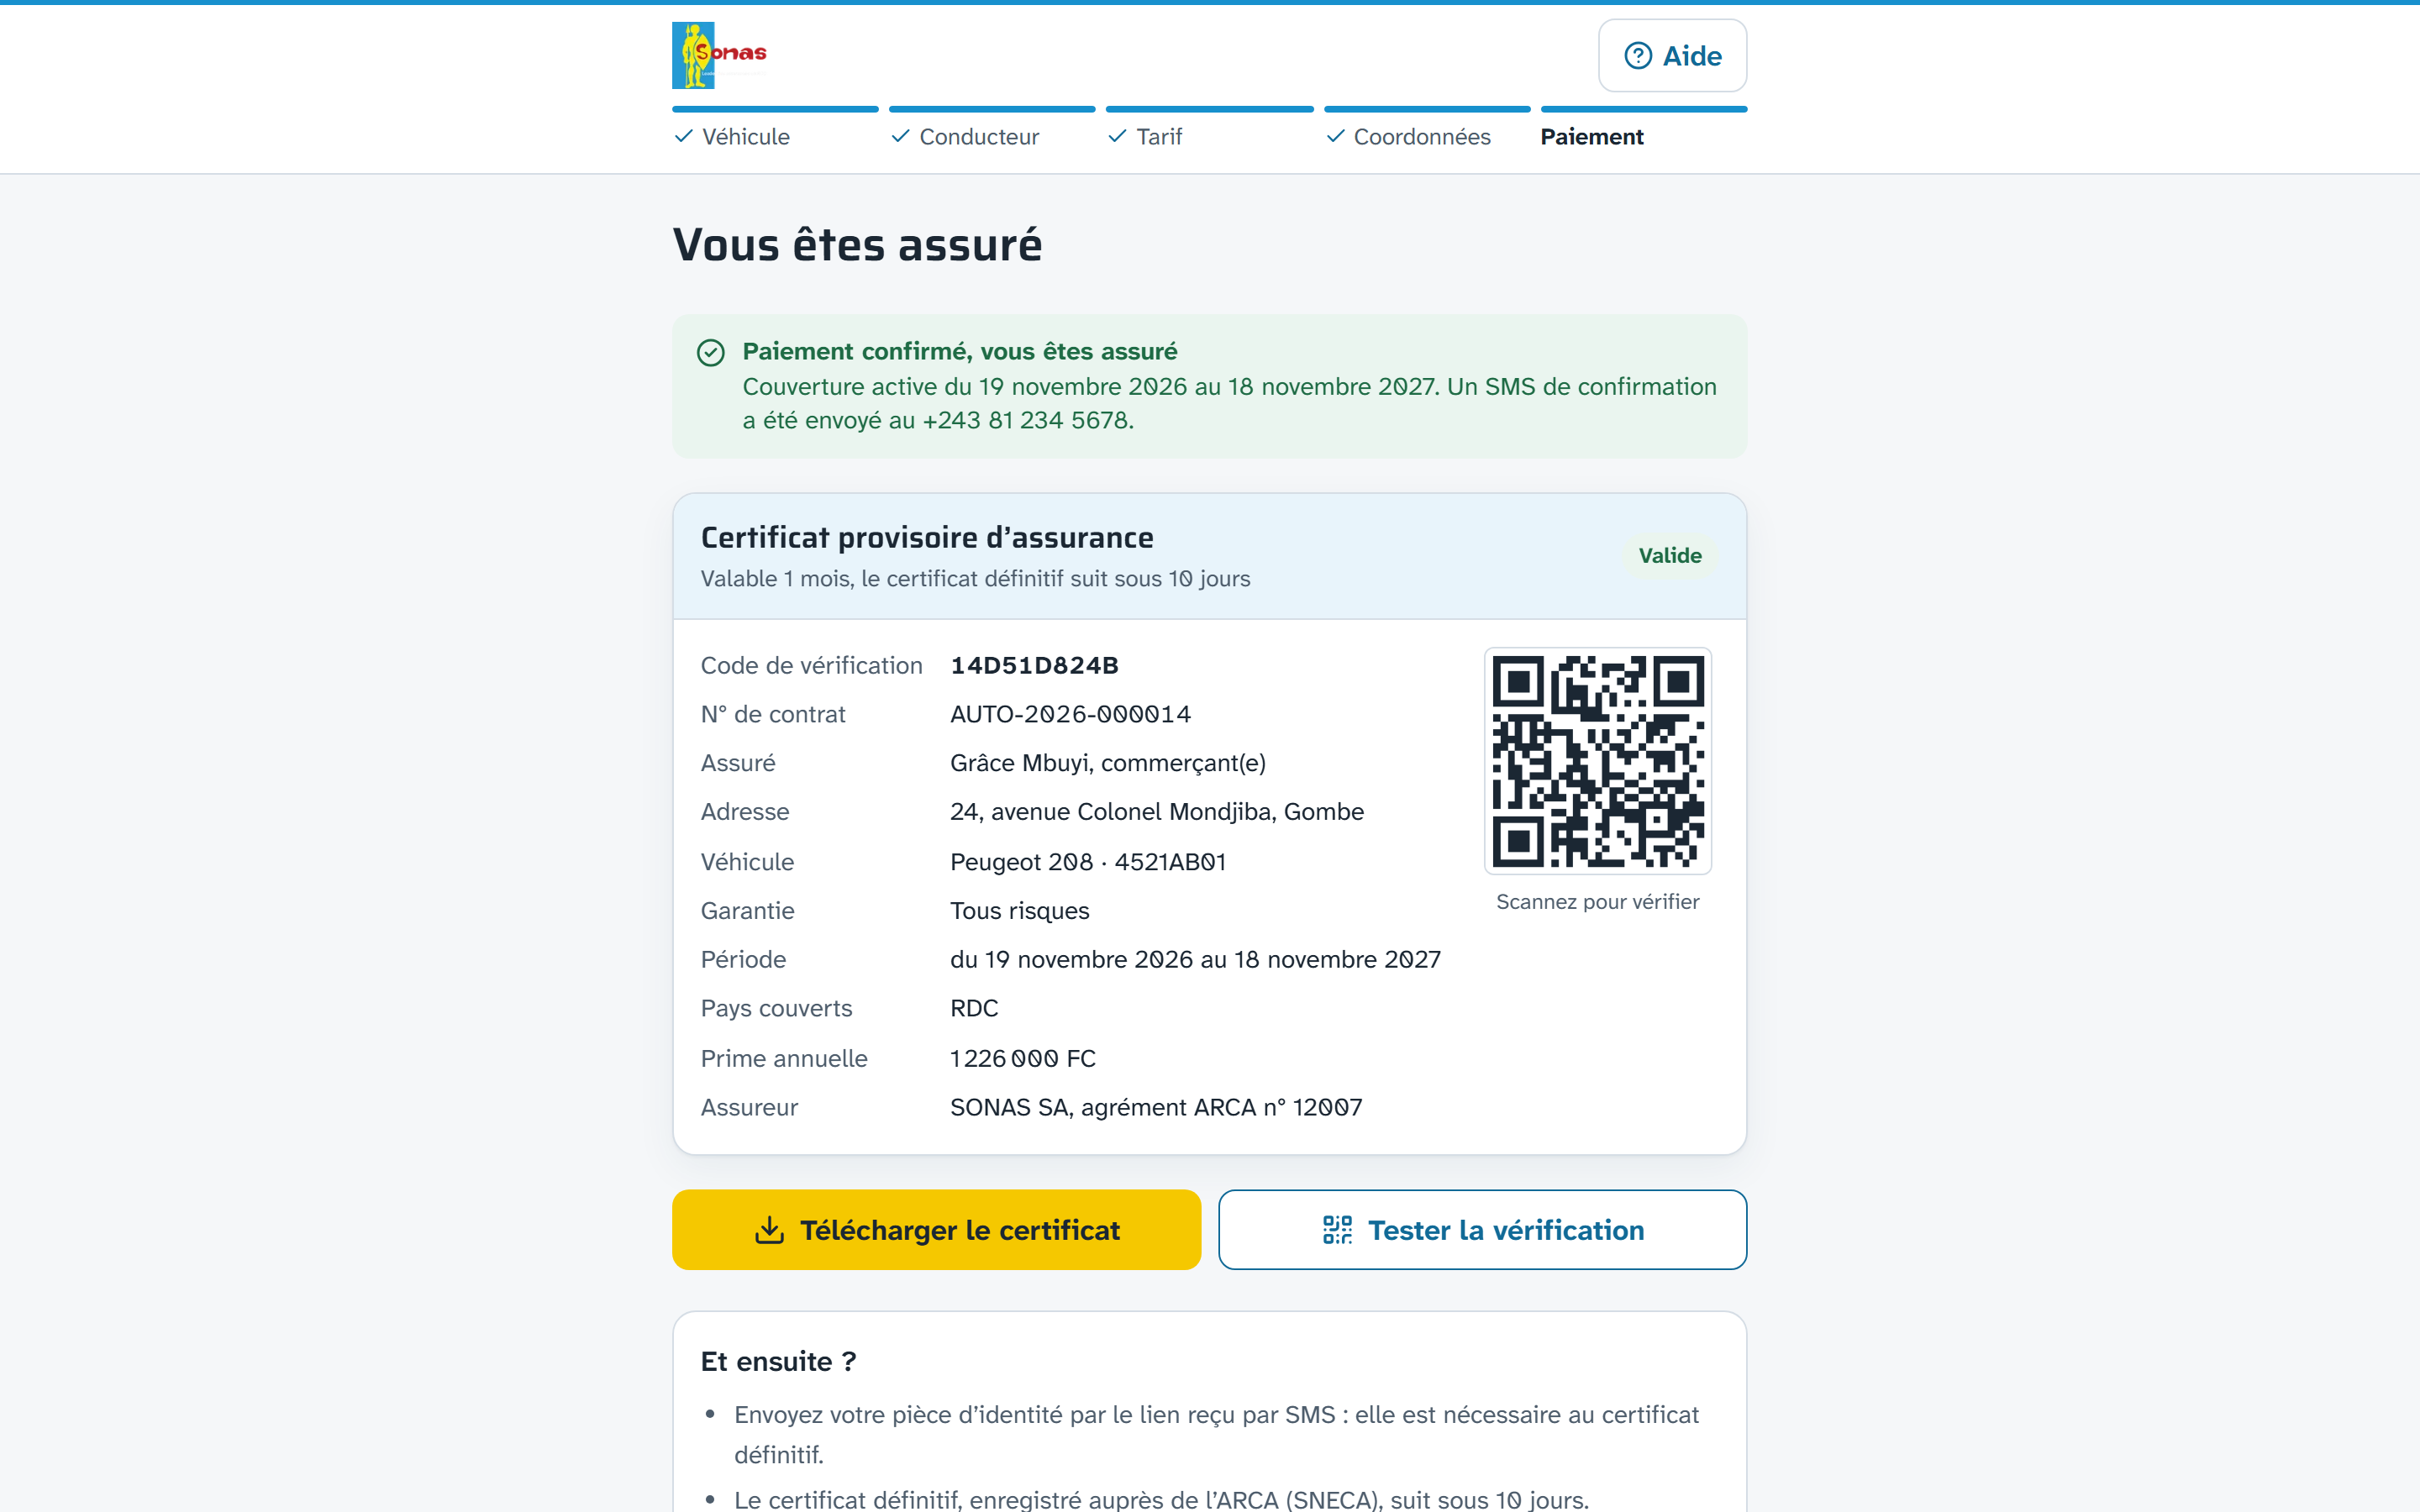 Sonas
Aide
Véhicule
Conducteur
Tarif
Coordonnées
Paiement
Vous êtes assuré
Paiement confirmé, vous êtes assuré
Couverture active du 19 novembre 2026 au 18 novembre 2027. Un SMS de confirmation
a été envoyé au +243 81 234 5678.
Certificat provisoire d’assurance
Valable 1 mois, le certificat définitif suit sous 10 jours
Valide
Code de vérification 14D51D824B
N° de contrat AUTO-2026-000014
Assuré Grâce Mbuyi, commerçant(e)
Adresse 24, avenue Colonel Mondjiba, Gombe
Véhicule Peugeot 208 · 4521AB01
Garantie Tous risques
Période du 19 novembre 2026 au 18 novembre 2027
Pays couverts RDC
Prime annuelle 1 226 000 FC
Assureur SONAS SA, agrément ARCA n° 12007
Scannez pour vérifier
Télécharger le certificat
Tester la vérification
Et ensuite ?
Envoyez votre pièce d’identité par le lien reçu par SMS : elle est nécessaire au certificat
définitif.
Le certificat définitif, enregistré auprès de l’ARCA (SNECA), suit sous 10 jours.